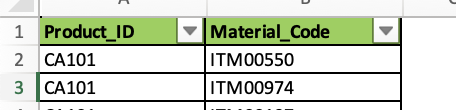 1 Product_ID Material_Code
2 CA101 ITM00550
3 CA101 ITM00974